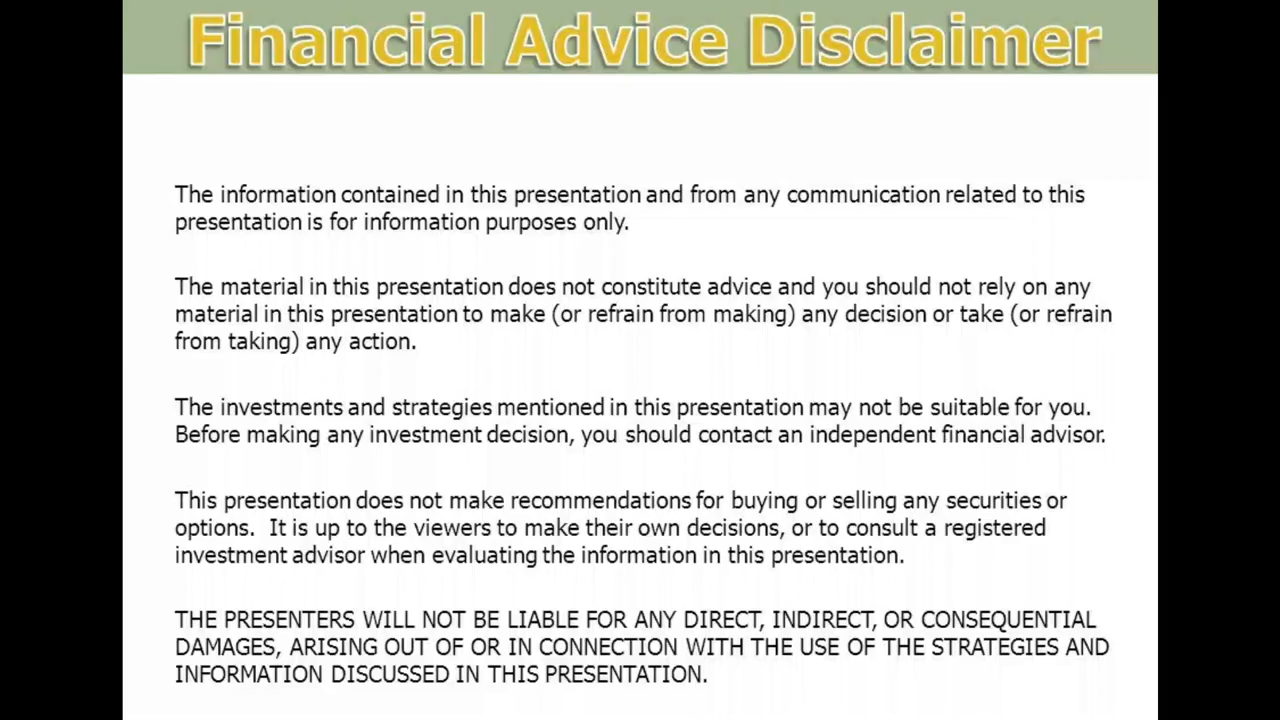 Financial Advice Disclaimer
The information contained in this presentation and from any communication related to this
presentation is for information purposes only.
The material in this presentation does not constitute advice and you should not rely on any
material in this presentation to make (or refrain from making) any decision or take (or refrain
from taking) any action.
The investments and strategies mentioned in this presentation may not be suitable for you.
Before making any investment decision, you should contact an independent financial advisor.
This presentation does not make recommendations for buying or selling any securities or
options.  It is up to the viewers to make their own decisions, or to consult a registered
investment advisor when evaluating the information in this presentation.
THE PRESENTERS WILL NOT BE LIABLE FOR ANY DIRECT, INDIRECT, OR CONSEQUENTIAL
DAMAGES, ARISING OUT OF OR IN CONNECTION WITH THE USE OF THE STRATEGIES AND
INFORMATION DISCUSSED IN THIS PRESENTATION.